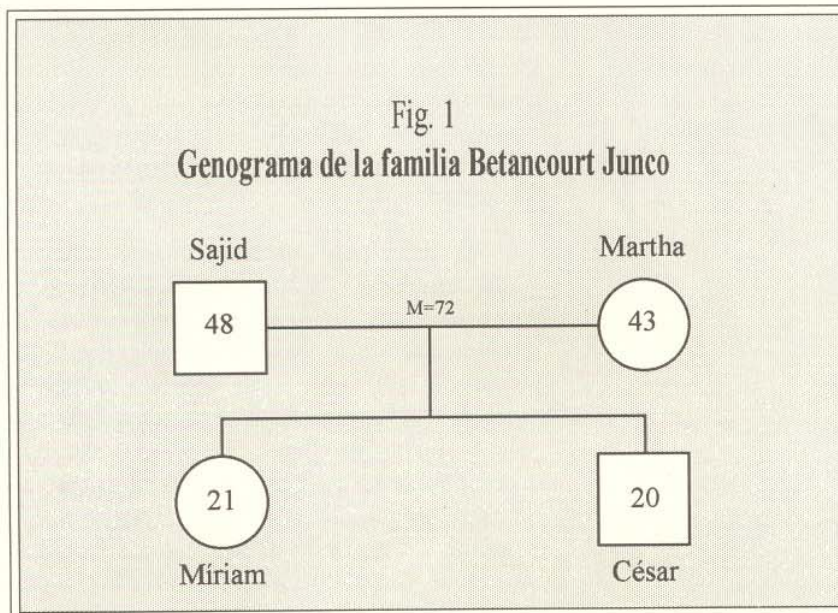 Fig. 1
Genograma de la familia Betancourt Junco
Sajid
Martha
48
M=72
43
21
20
Míriam
César